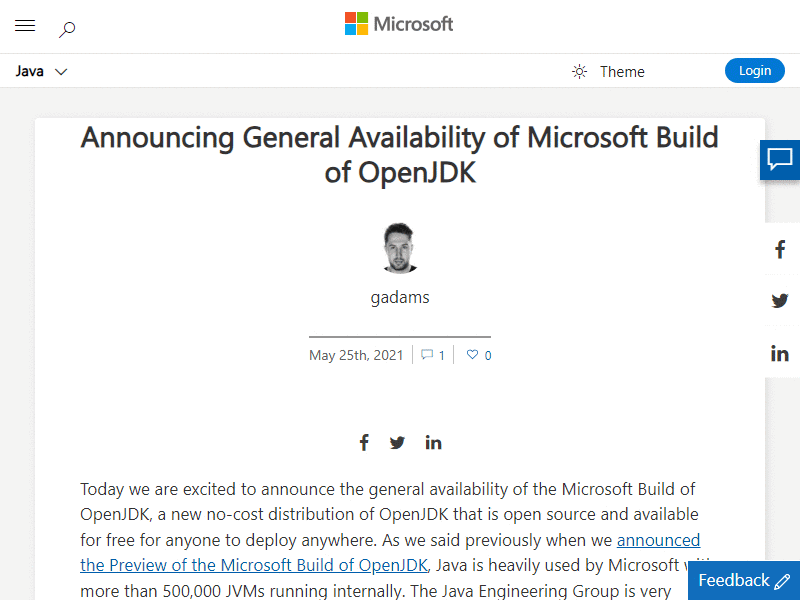 Microsoft
Java
Theme
Login
Announcing General Availability of Microsoft Build
of OpenJDK
gadams
May 25th, 2021
1
0
Today we are excited to announce the general availability of the Microsoft Build of
OpenJDK, a new no-cost distribution of OpenJDK that is open source and available
for free for anyone to deploy anywhere. As we said previously when we announced
the Preview of the Microsoft Build of OpenJDK, Java is heavily used by Microsoft
more than 500,000 JVMs running internally. The Java Engineering Group is very
Feedback